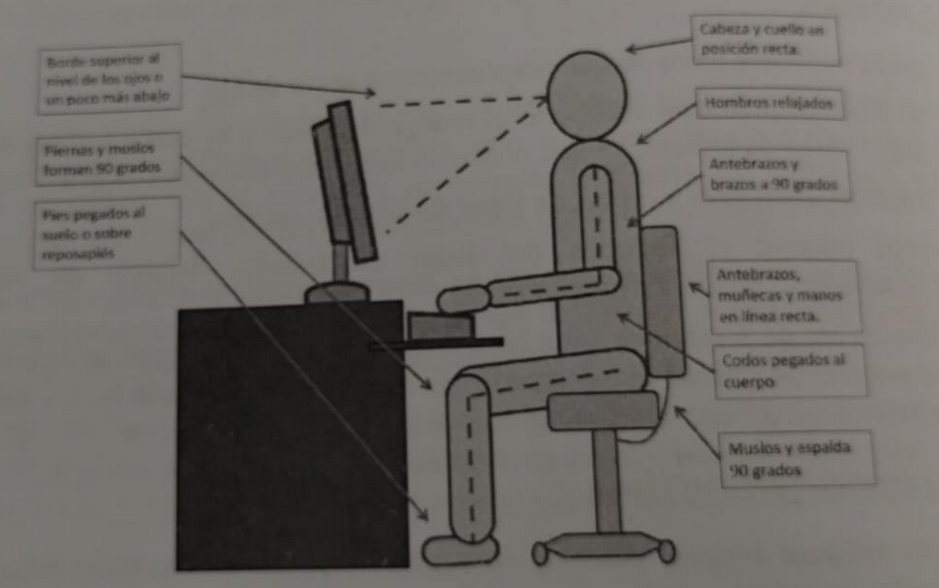 Borde superior al
nivel de los ojos o
un poco más abajo
Piernas y muslos
forman 90 grados
Pies pegados al
suelo o sobre
reposapiés
Cabeza y cuello en
posición recta.
Hombros relajados
Antebrazos y
brazos a 90 grados
Antebrazos,
muñecas y manos
en línea recta.
Codos pegados al
cuerpo
Muslos y espalda
90 grados